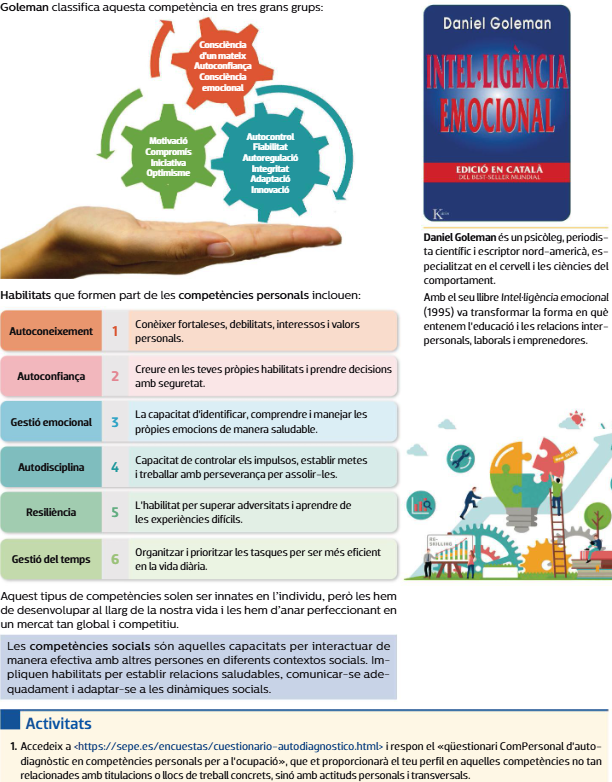 Goleman classifica aquesta competència en tres grans grups:
Consciència
d'un mateix
Autoconfiança
Consciència
emocional
Motivació
Compromís
Iniciativa
Optimisme
Autocontrol
Fiabilitat
Autoregulació
Integritat
Adaptació
Innovació
Habilitats que formen part de les competències personals inclouen:
Autoconeixement 1 Conèixer fortaleses, debilitats, interessos i valors
personals.
Autoconfiança 2 Creure en les teves pròpies habilitats i prendre decisions
amb seguretat.
Gestió emocional 3 La capacitat d'identificar, comprendre i manejar les
pròpies emocions de manera saludable.
Autodisciplina 4 Capacitat de controlar els impulsos, establir metes
i treballar amb perseverança per assolir-les.
Resiliència 5 L'habilitat per superar adversitats i aprendre de
les experiències difícils.
Gestió del temps 6 Organitzar i prioritzar les tasques per ser més eficient
en la vida diària.
Aquest tipus de competències solen ser innates en l'individu, però les hem
de desenvolupar al llarg de la nostra vida i les hem d'anar perfeccionant en
un mercat tan global i competitiu.
Les competències socials són aquelles capacitats per interactuar de
manera efectiva amb altres persones en diferents contextos socials. Im-
pliquen habilitats per establir relacions saludables, comunicar-se ade-
quadament i adaptar-se a les dinàmiques socials.
Daniel Goleman
INTEL·LIGÈNCIA
EMOCIONAL
EDICIÓ EN CATALÀ
DEL BEST SELLER MUNDIAL
Daniel Goleman és un psicòleg, periodis-
ta científic i escriptor nord-americà, es-
pecialitzat en el cervell i les ciències del
comportament.
Amb el seu llibre Intel·ligència emocional
(1995) va transformar la forma en què
entenem l'educació i les relacions inter-
personals, laborals i emprenedores.
RE-
SKILLING
Activitats
1. Accedeix a <https://sepe.es/encuestas/cuestionario-autodiagnostico.html> i respon el «qüestionari ComPersonal d'auto-
diagnòstic en competències personals per a l'ocupació», que et proporcionarà el teu perfil en aquelles competències no tan
relacionades amb titulacions o llocs de treball concrets, sinó amb actituds personals i transversals.